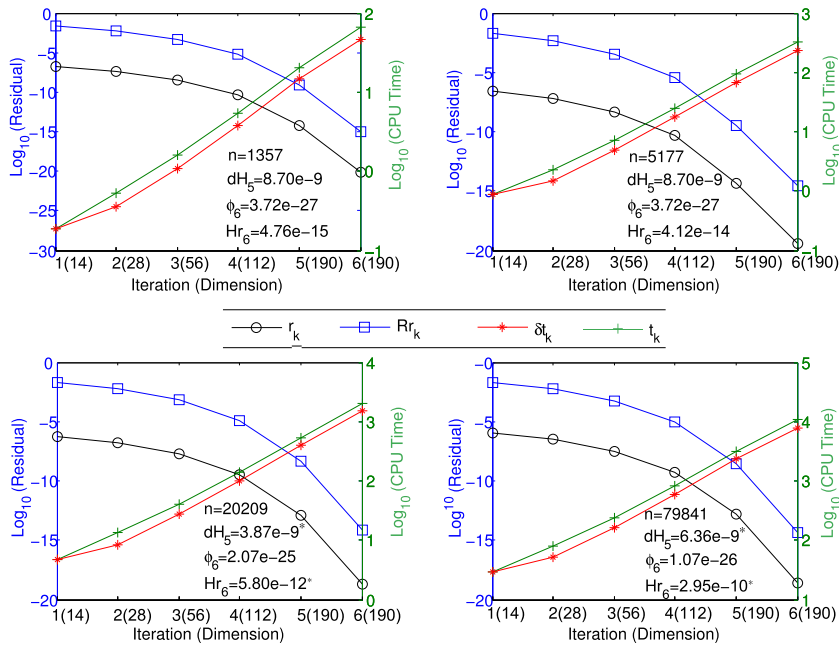 0
−5
−10
−15
−20
−25
−30
Log10 (Residual)
2
1
0
−1
Log10 (CPU Time)
n=1357
dH5=8.70e−9
ϕ6=3.72e−27
Hr6=4.76e−15
1(14) 2(28) 3(56) 4(112) 5(190) 6(190)
Iteration (Dimension)
0
−5
−10
−15
−20
Log10 (Residual)
3
2
1
0
−1
Log10 (CPU Time)
n=5177
dH5=8.70e−9
ϕ6=3.72e−27
Hr6=4.12e−14
1(14) 2(28) 3(56) 4(112) 5(190) 6(190)
Iteration (Dimension)
rk Rrk δtk tk
0
−5
−10
−15
−20
Log10 (Residual)
4
3
2
1
0
Log10 (CPU Time)
n=20209
dH5=3.87e−9*
ϕ6=2.07e−25
Hr6=5.80e−12*
1(14) 2(28) 3(56) 4(112) 5(190) 6(190)
Iteration (Dimension)
−0
−5
−10
−15
−20
Log10 (Residual)
5
4
3
2
1
Log10 (CPU Time)
n=79841
dH5=6.36e−9*
ϕ6=1.07e−26
Hr6=2.95e−10*
1(14) 2(28) 3(56) 4(112) 5(190) 6(190)
Iteration (Dimension)